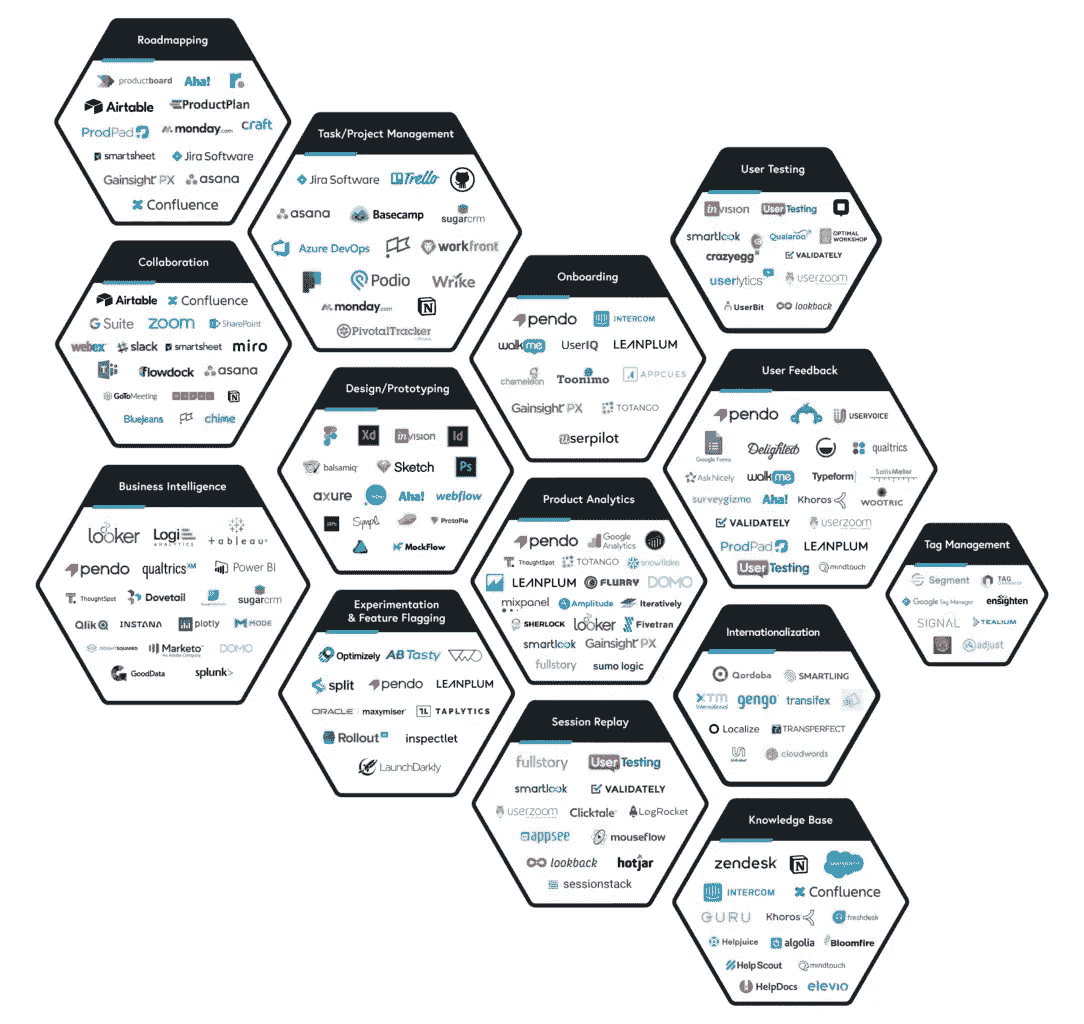 Roadmapping
productboard Aha!
Airtable ProductPlan
ProdPad monday.com craft
smartsheet Jira Software
Gainsight PX asana
Confluence
Task/Project Management
Jira Software Trello
asana Basecamp sugarcrm
Azure DevOps workfront
Podio Wrike
monday.com N
PivotalTracker
User Testing
invision UserTesting
smartlook Qualaroo OPTIMAL WORKSHOP
crazyegg VALIDATELY
userlytics userzoom
UserBit lookback
Collaboration
Airtable Confluence
G Suite zoom SharePoint
webex slack smartsheet miro
flowdock asana
GoToMeeting N
BlueJeans chime
Onboarding
pendo INTERCOM
walkme UserIQ LEANPLUM
chameleon Toonimo APPCUES
Gainsight PX TOTANGO
userpilot
Design/Prototyping
Xd invision Id
balsamiq Sketch Ps
axure Aha! webflow
Sympli ProtoPie
MockFlow
User Feedback
pendo USERVOICE
Google Forms Delighted qualtrics
AskNicely walkme Typeform SatisMeter
surveygizmo Aha! Khoros WOOTRIC
VALIDATELY userzoom
ProdPad LEANPLUM
UserTesting mindtouch
Business Intelligence
looker Logi ANALYTICS +ableau
pendo qualtrics XM Power BI
ThoughtSpot Dovetail sugarcrm
Qlik INSTANA plotly MODE
INSIGHTSQUARED Marketo DOMO
An Adobe Company
GoodData splunk>
Product Analytics
pendo Google Analytics
ThoughtSpot TOTANGO snowflake
LEANPLUM FLURRY DOMO
mixpanel Amplitude Iteratively
SHERLOCK looker Fivetran
smartlook Gainsight PX
fullstory sumo logic
Tag Management
Segment TAG
Google Tag Manager ensighten
SIGNAL TEALIUM
adjust
Experimentation
& Feature Flagging
Optimizely AB Tasty VWO
split pendo LEANPLUM
ORACLE maxymiser TL TAPLYTICS
Rollout inspectlet
LaunchDarkly
Internationalization
Qordoba SMARTLING
XTM International gengo transifex
Localize TRANSPERFECT
Unbabel cloudwords
Session Replay
fullstory UserTesting
smartlook VALIDATELY
userzoom Clicktale LogRocket
appsee mouseflow
lookback hotjar
sessionstack
Knowledge Base
zendesk N
INTERCOM Confluence
GURU Khoros freshdesk
Helpjuice algolia Bloomfire
HelpScout mindtouch
HelpDocs elevio